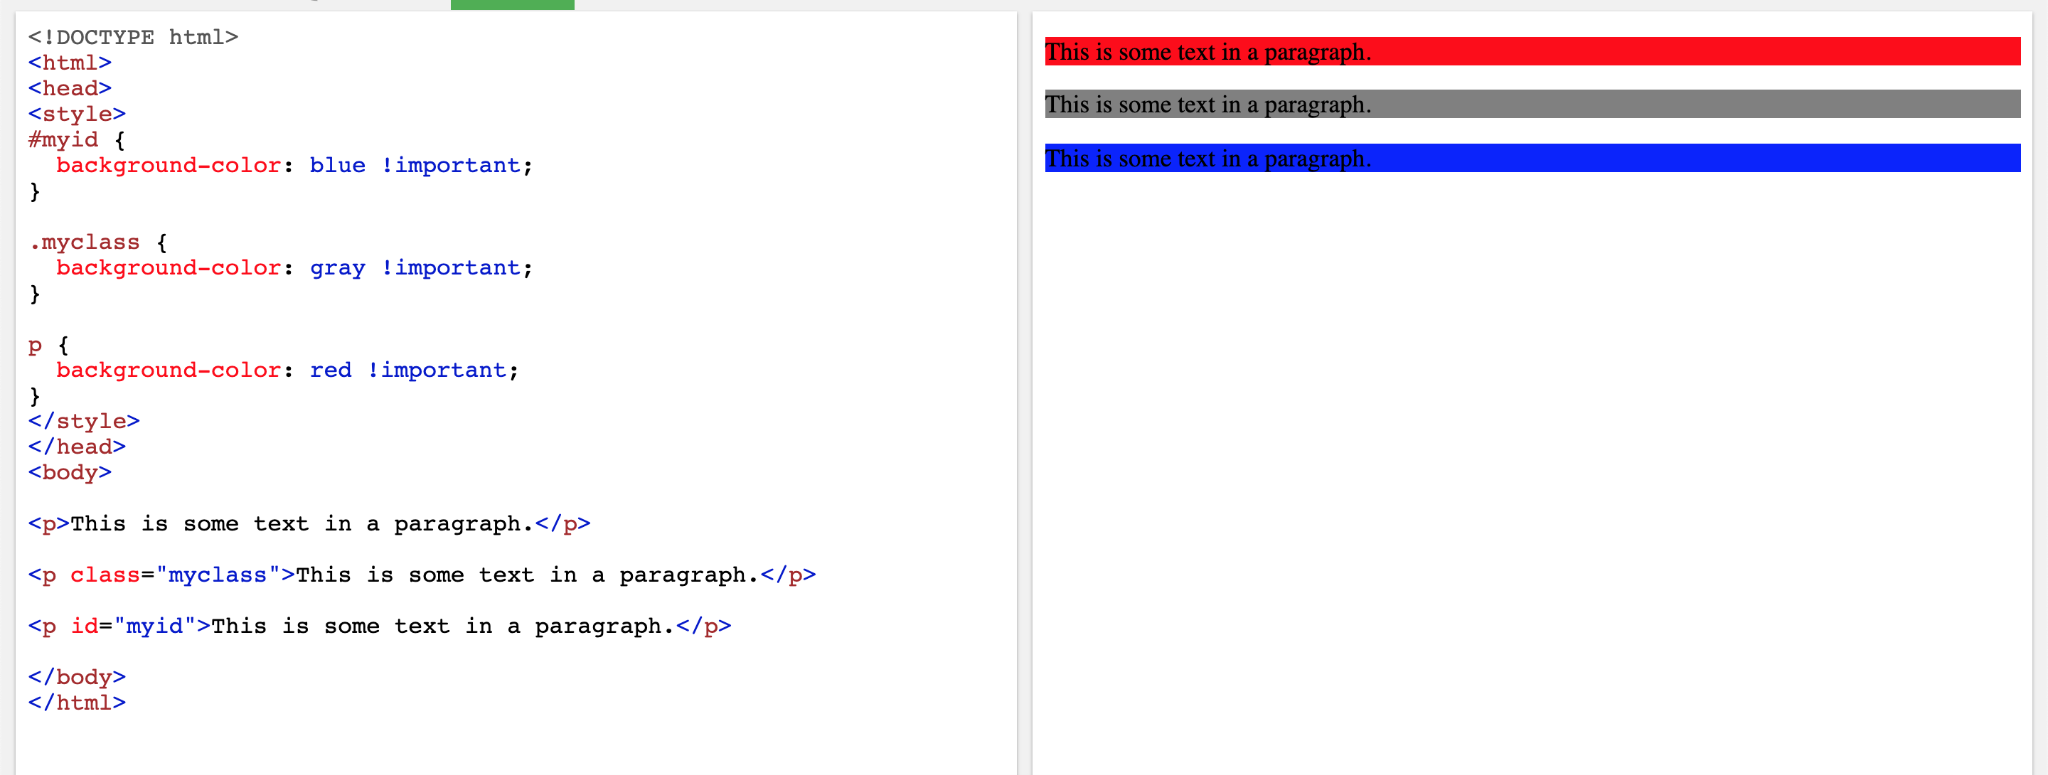 <!DOCTYPE html>
<html>
<head>
<style>
#myid {
  background-color: blue !important;
}

.myclass {
  background-color: gray !important;
}

p {
  background-color: red !important;
}
</style>
</head>
<body>

<p>This is some text in a paragraph.</p>

<p class="myclass">This is some text in a paragraph.</p>

<p id="myid">This is some text in a paragraph.</p>

</body>
</html>

This is some text in a paragraph.
This is some text in a paragraph.
This is some text in a paragraph.